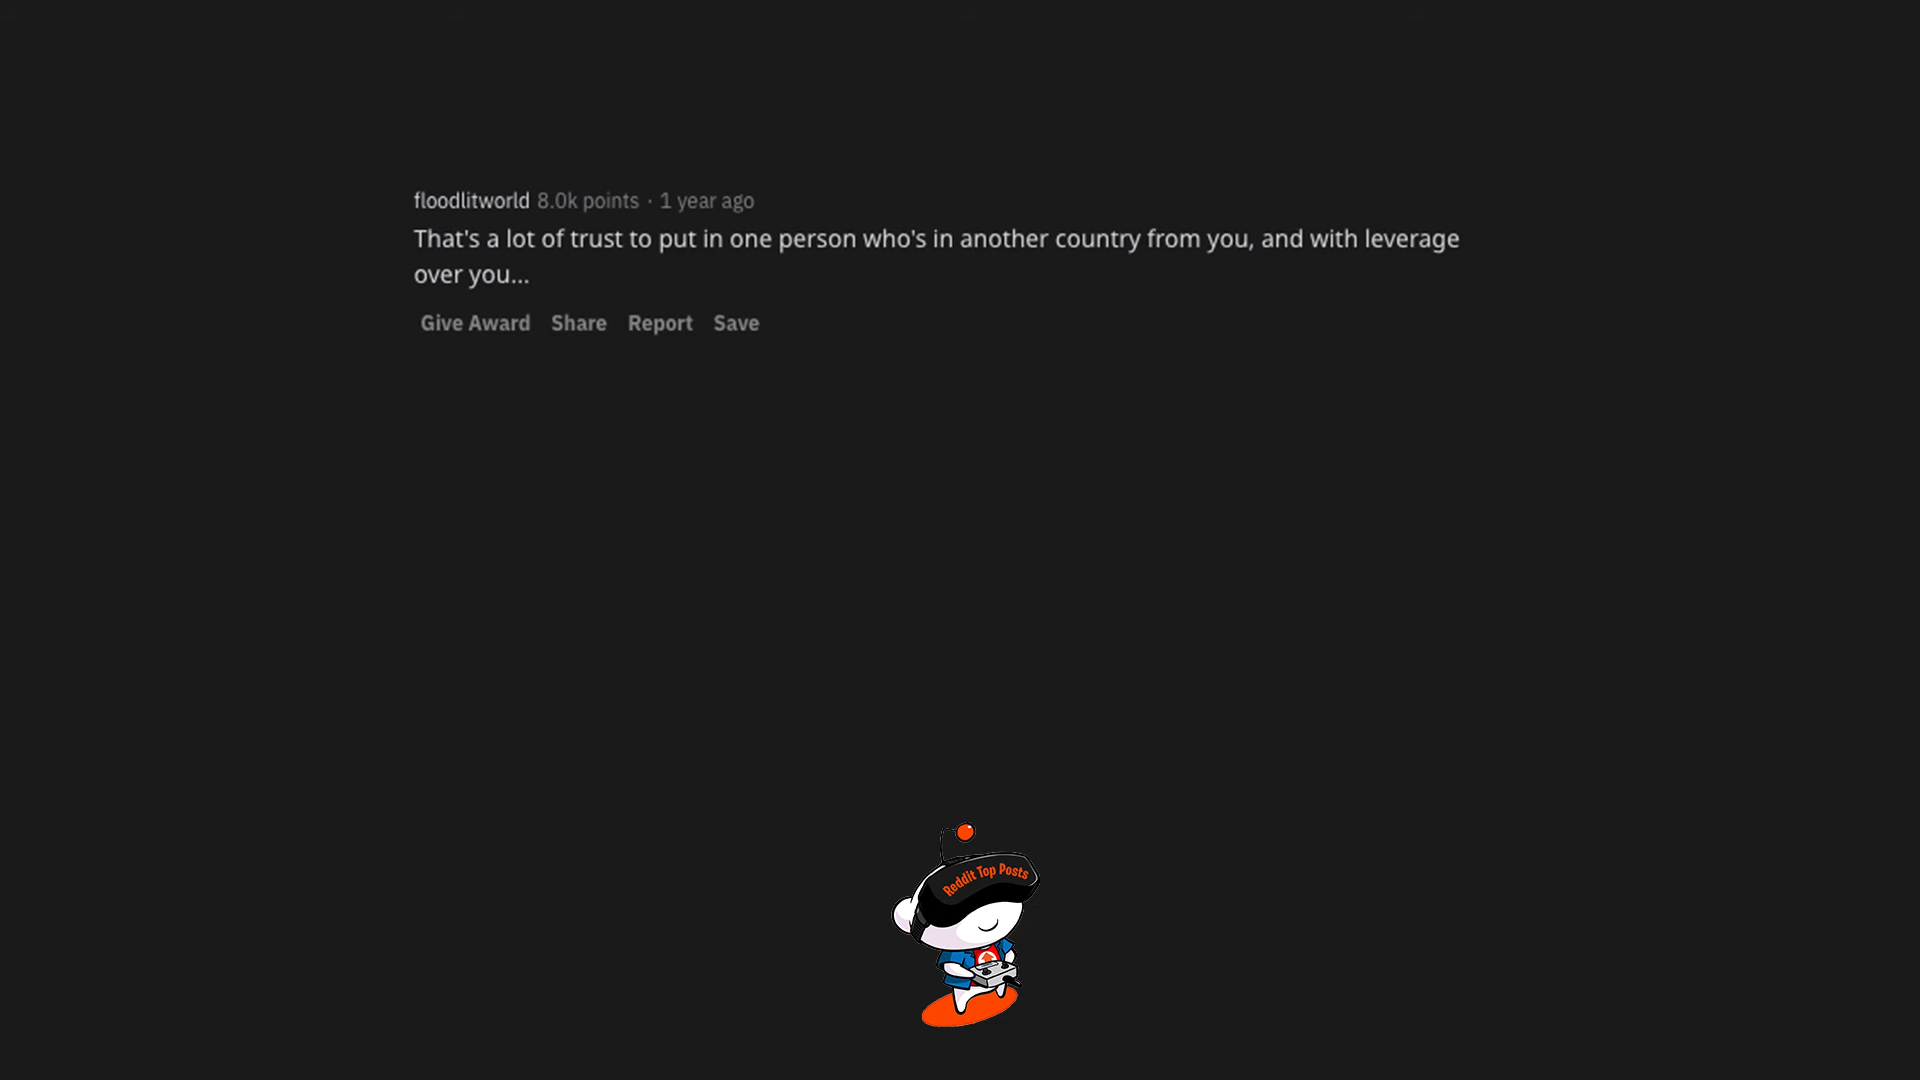 floodlitworld 8.0k points · 1 year ago
That's a lot of trust to put in one person who's in another country from you, and with leverage
over you...
Give Award Share Report Save
Reddit Top Posts